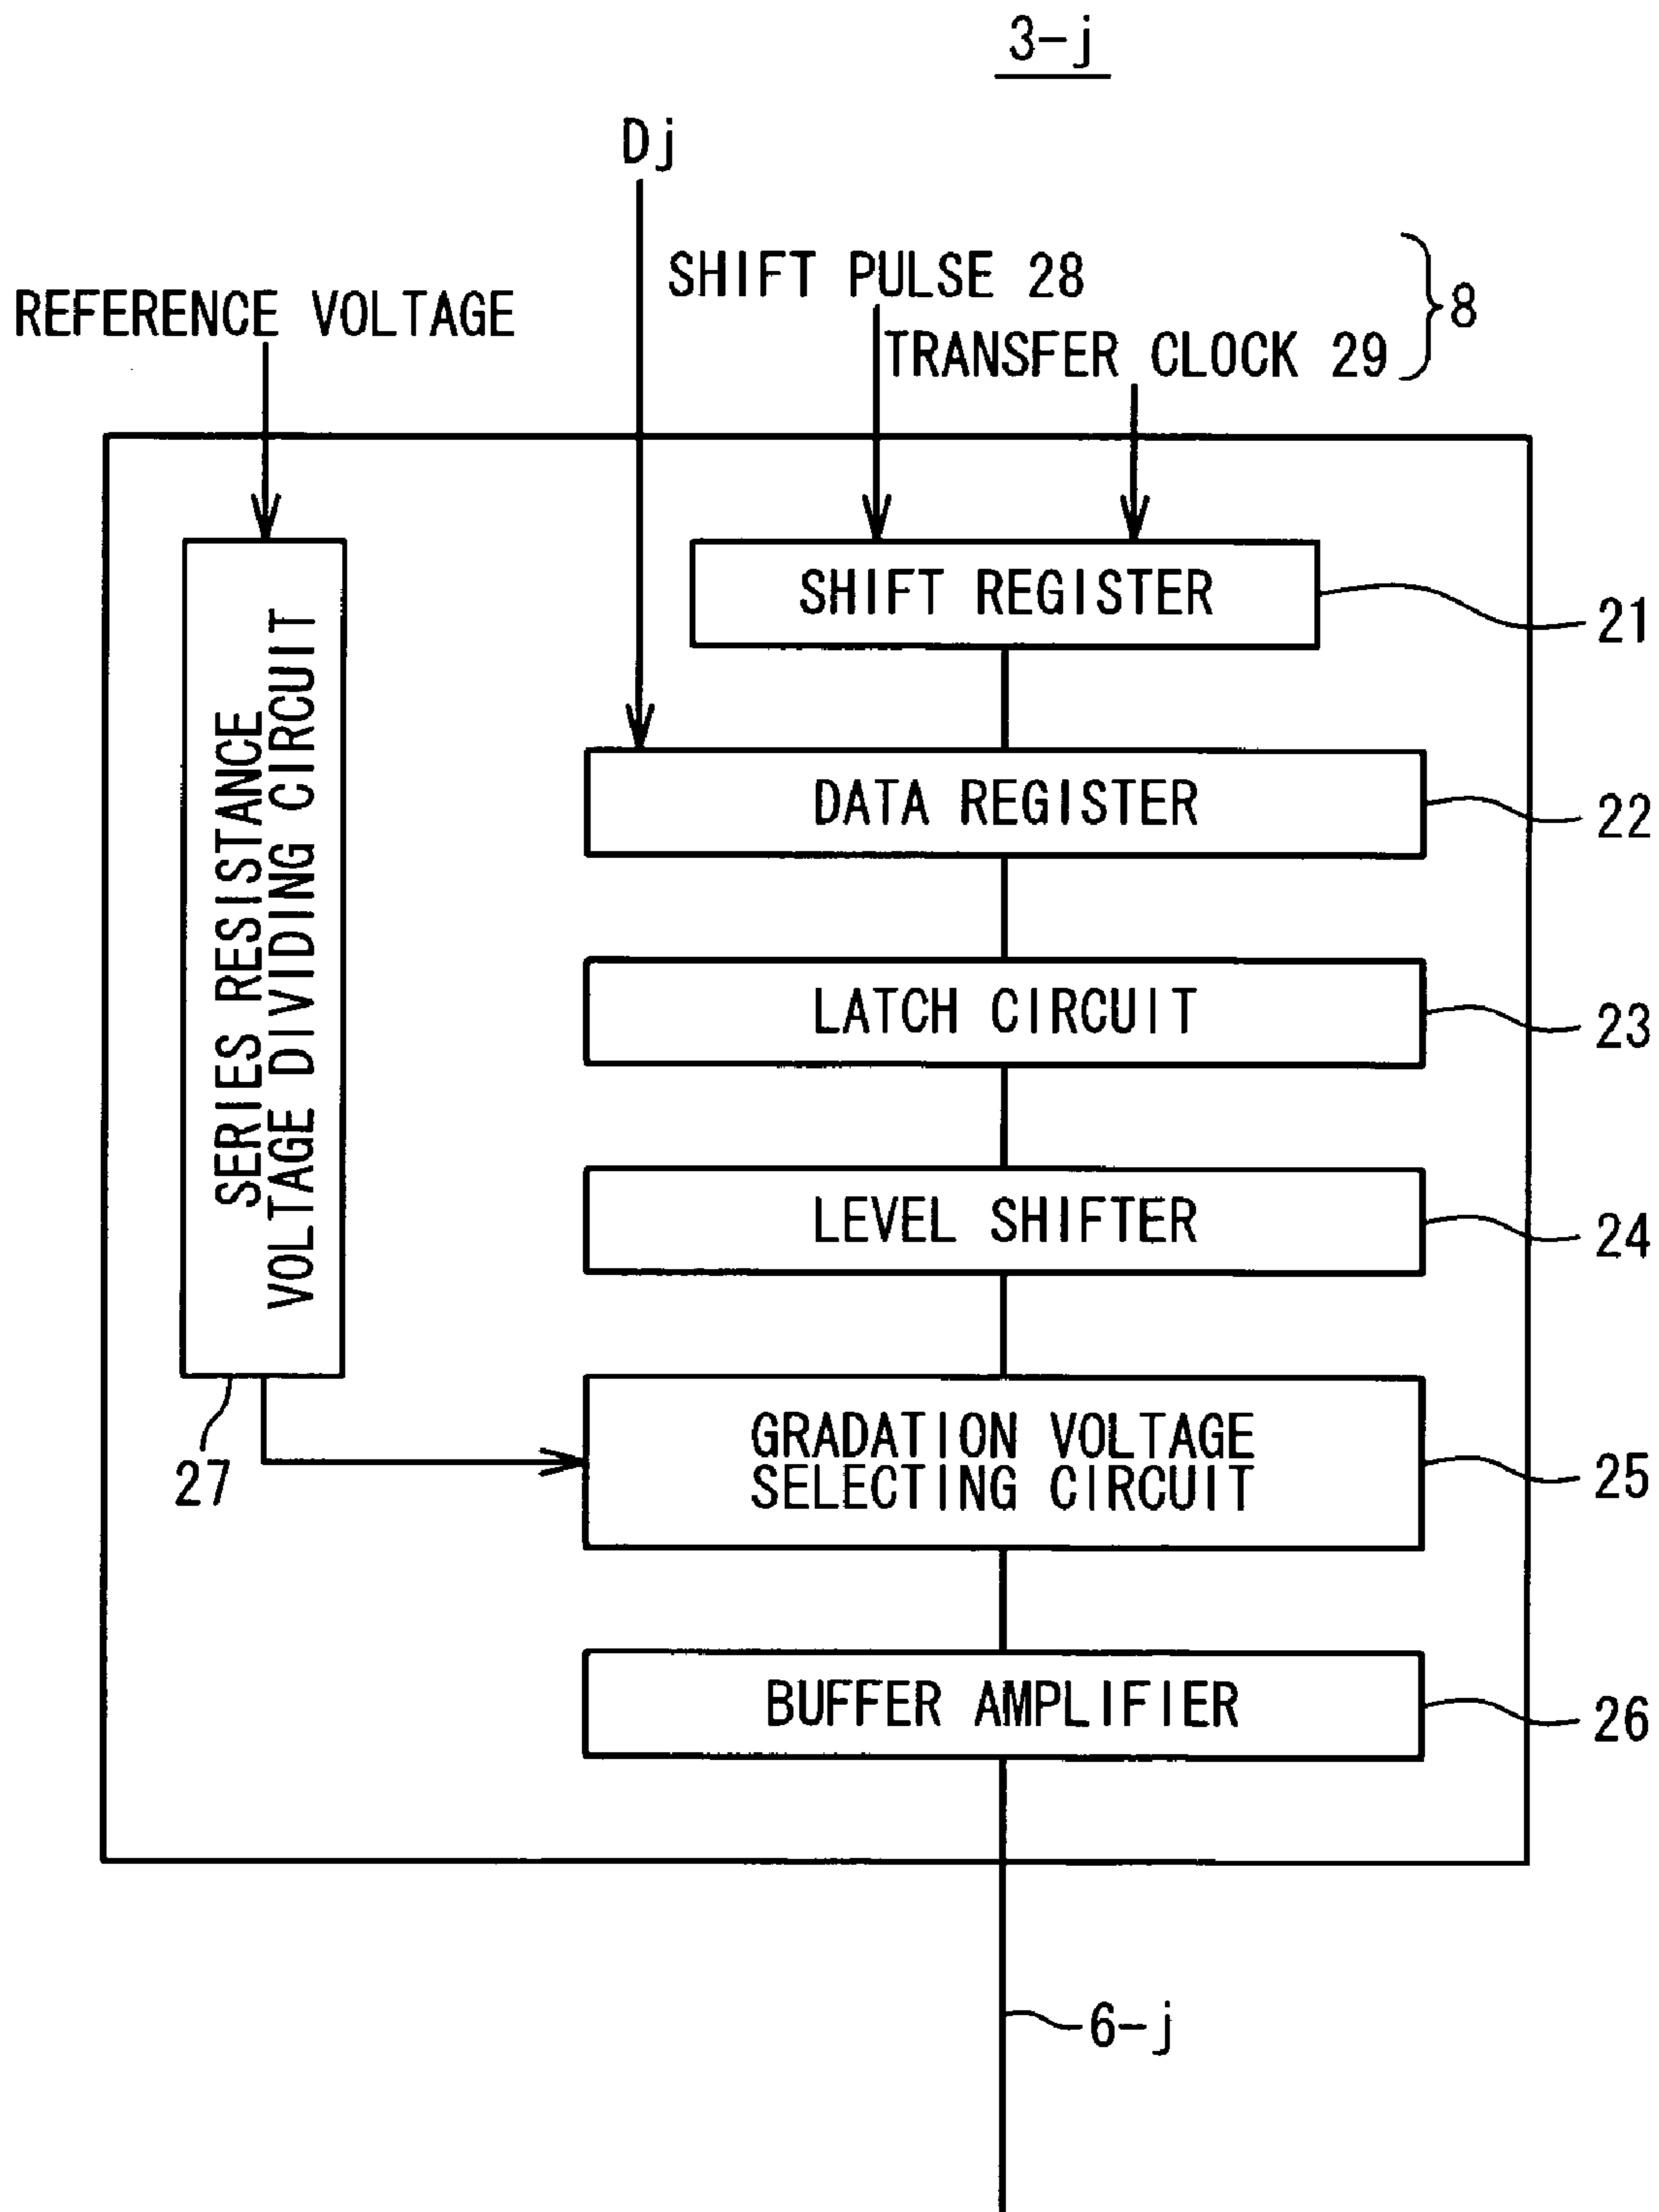 3-j
Dj
SHIFT PULSE 28
8
REFERENCE VOLTAGE
TRANSFER CLOCK 29
SHIFT REGISTER
21
SERIES RESISTANCE
VOLTAGE DIVIDING CIRCUIT
DATA REGISTER
22
LATCH CIRCUIT
23
LEVEL SHIFTER
24
GRADATION VOLTAGE
SELECTING CIRCUIT
25
27
BUFFER AMPLIFIER
26
6-j